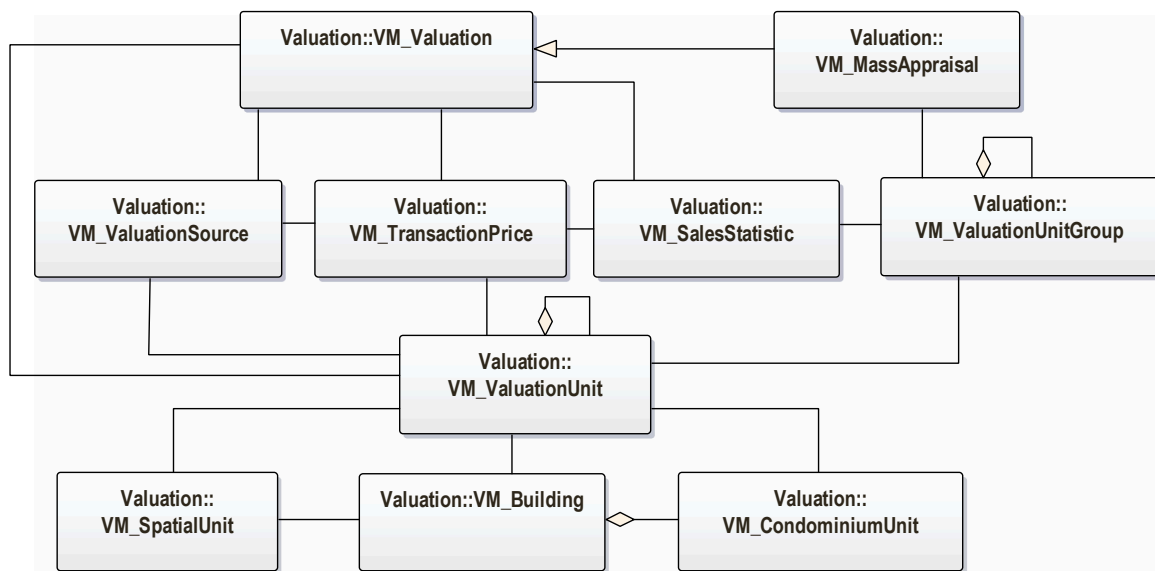 Valuation::VM_Valuation
Valuation::
VM_MassAppraisal
Valuation::
VM_ValuationSource
Valuation::
VM_TransactionPrice
Valuation::
VM_SalesStatistic
Valuation::
VM_ValuationUnitGroup
Valuation::
VM_ValuationUnit
Valuation::
VM_SpatialUnit
Valuation::VM_Building
Valuation::
VM_CondominiumUnit